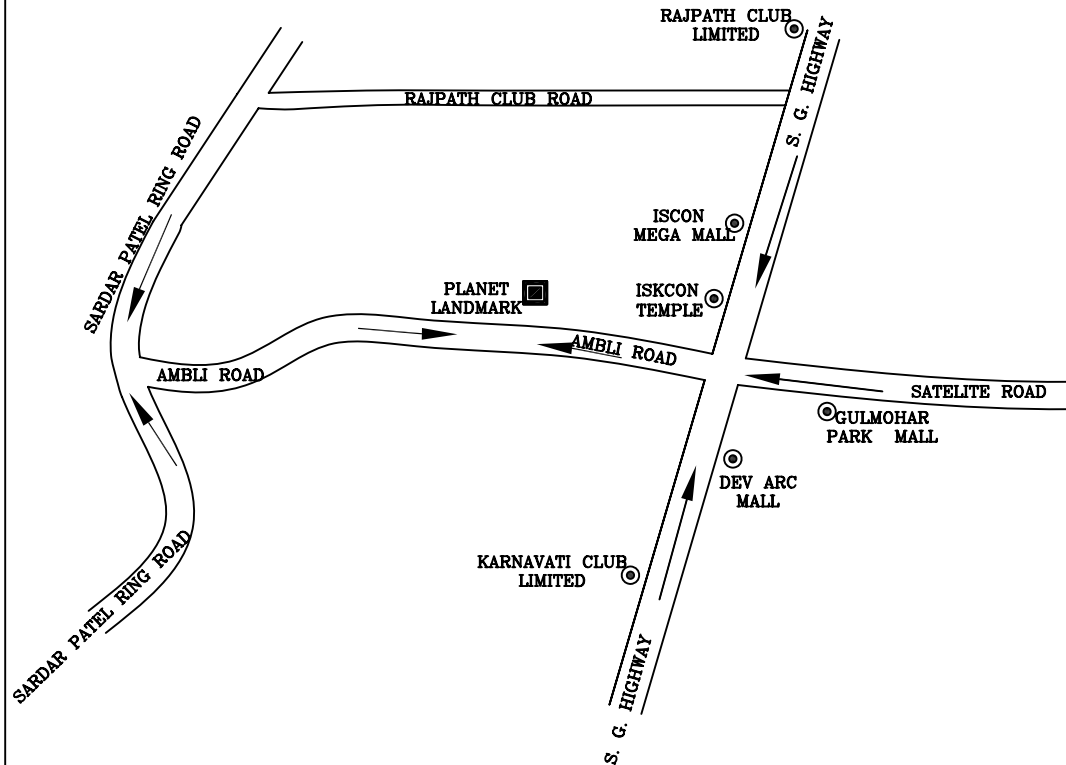 RAJPATH CLUB
LIMITED
S. G. HIGHWAY
RAJPATH CLUB ROAD
SARDAR PATEL RING ROAD
ISCON
MEGA MALL
PLANET
LANDMARK
ISKCON
TEMPLE
AMBLI ROAD
AMBLI ROAD
SATELITE ROAD
GULMOHAR
PARK MALL
DEV ARC
MALL
KARNAVATI CLUB
LIMITED
SARDAR PATEL RING ROAD
S. G. HIGHWAY